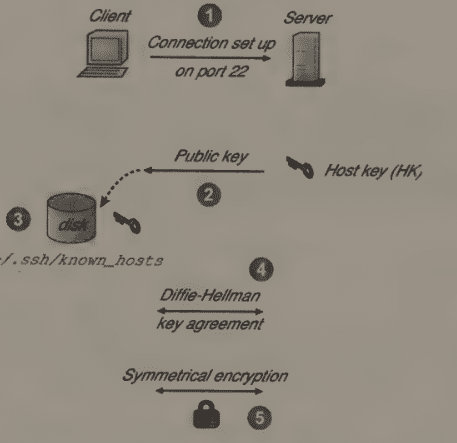 Client
1
Server
Connection set up
on port 22
Public key
Host key (HK)
2
3
disk
~/.ssh/known_hosts
4
Diffie-Hellman
key agreement
Symmetrical encryption
5